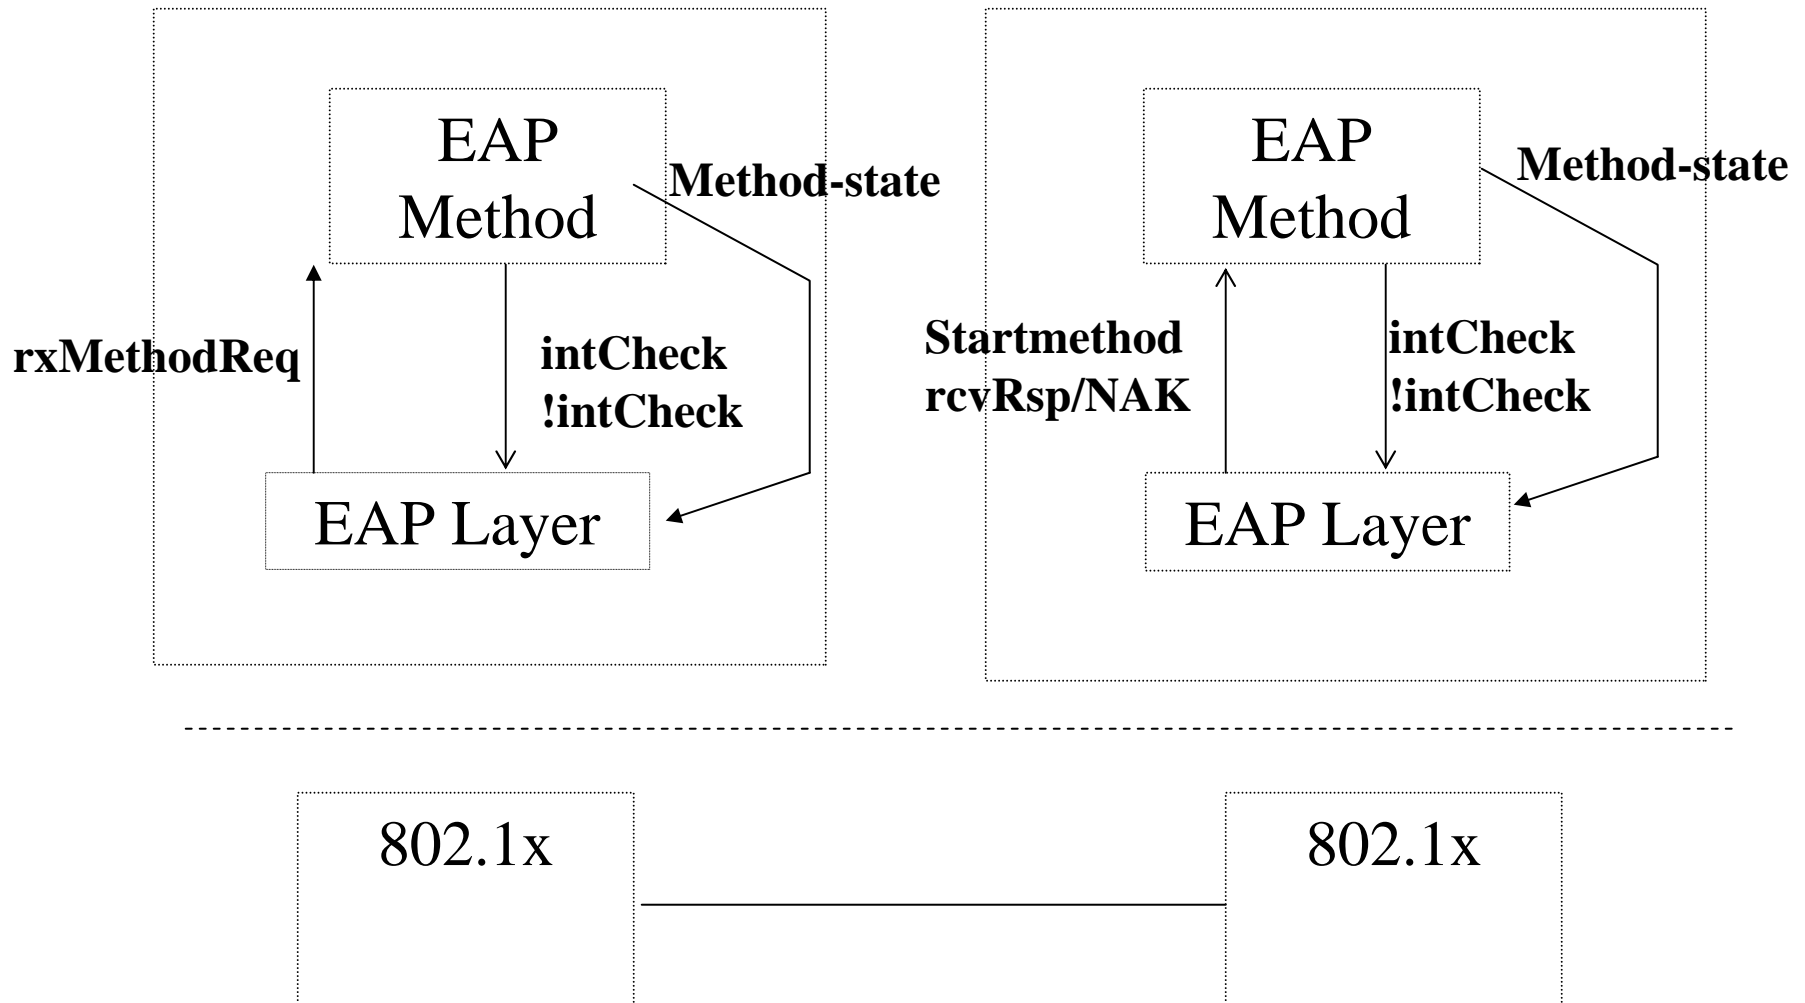 EAP
Method
Method-state
rxMethodReq
intCheck
!intCheck
EAP Layer
EAP
Method
Method-state
Startmethod
rcvRsp/NAK
intCheck
!intCheck
EAP Layer
802.1x
802.1x